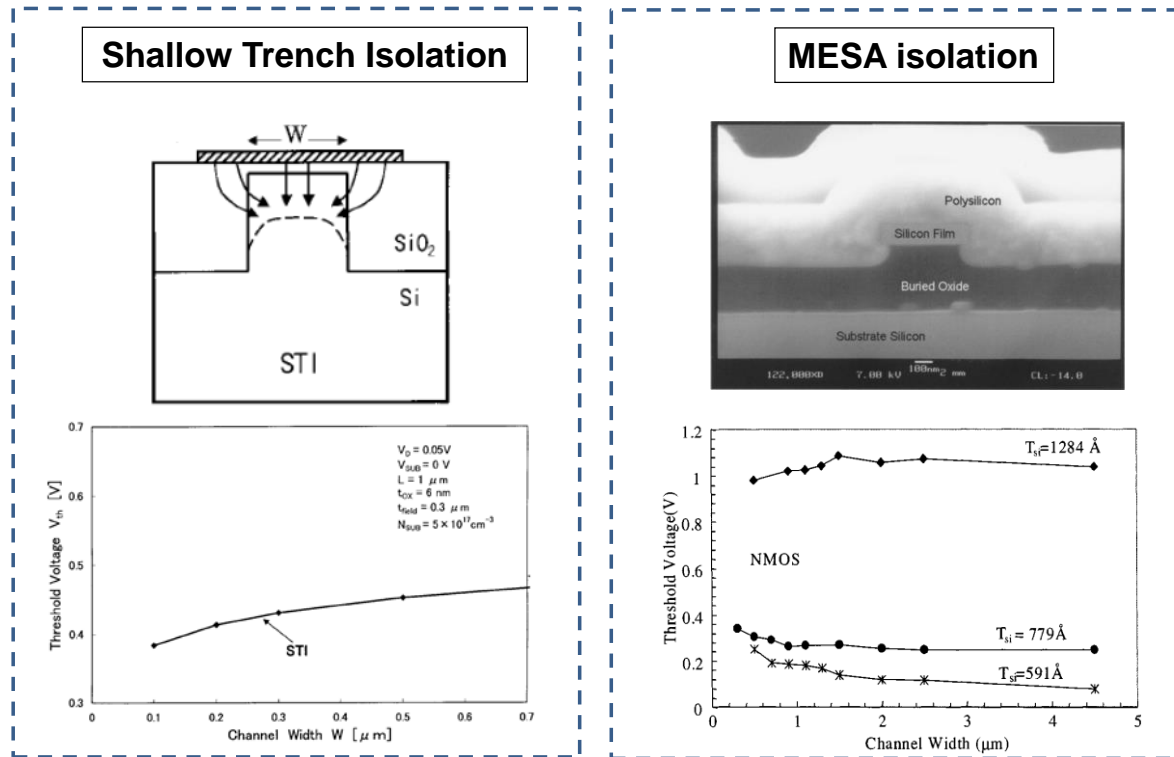 Shallow Trench Isolation
W
SiO₂
Si
STI
0.7
0.6
0.5
0.4
0.3
Threshold Voltage Vth [V]
VD = 0.05V
VSUB = 0 V
L = 1 μm
tOX = 6 nm
tfield = 0.3 μm
NSUB = 5 × 10¹⁷cm⁻³
STI
0 0.1 0.2 0.3 0.4 0.5 0.6 0.7
Channel Width W [μm]
MESA isolation
Polysilicon
Silicon Film
Buried Oxide
Substrate Silicon
122,000XD 7.00 kV 100nm2 mm CL:-14.0
1.2
1
0.8
0.6
0.4
0.2
0
Threshold Voltage(V)
Tsi=1284 Å
NMOS
Tsi = 779Å
Tsi=591Å
0 1 2 3 4 5
Channel Width (μm)